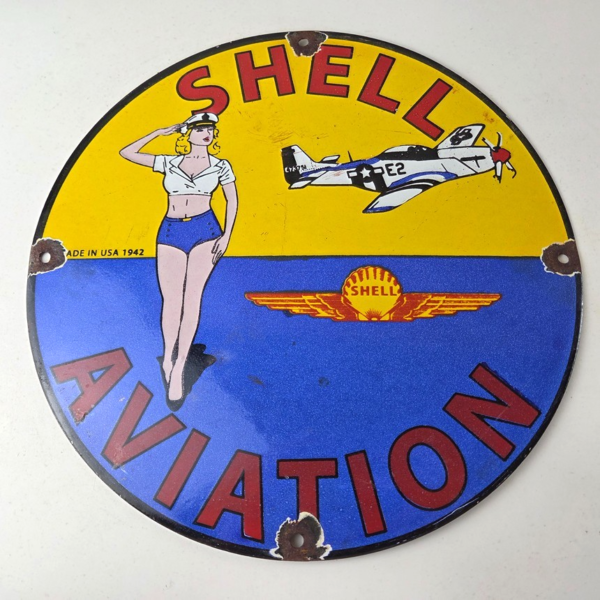 SHELL
E2
ADE IN USA 1942
SHELL
AVIATION